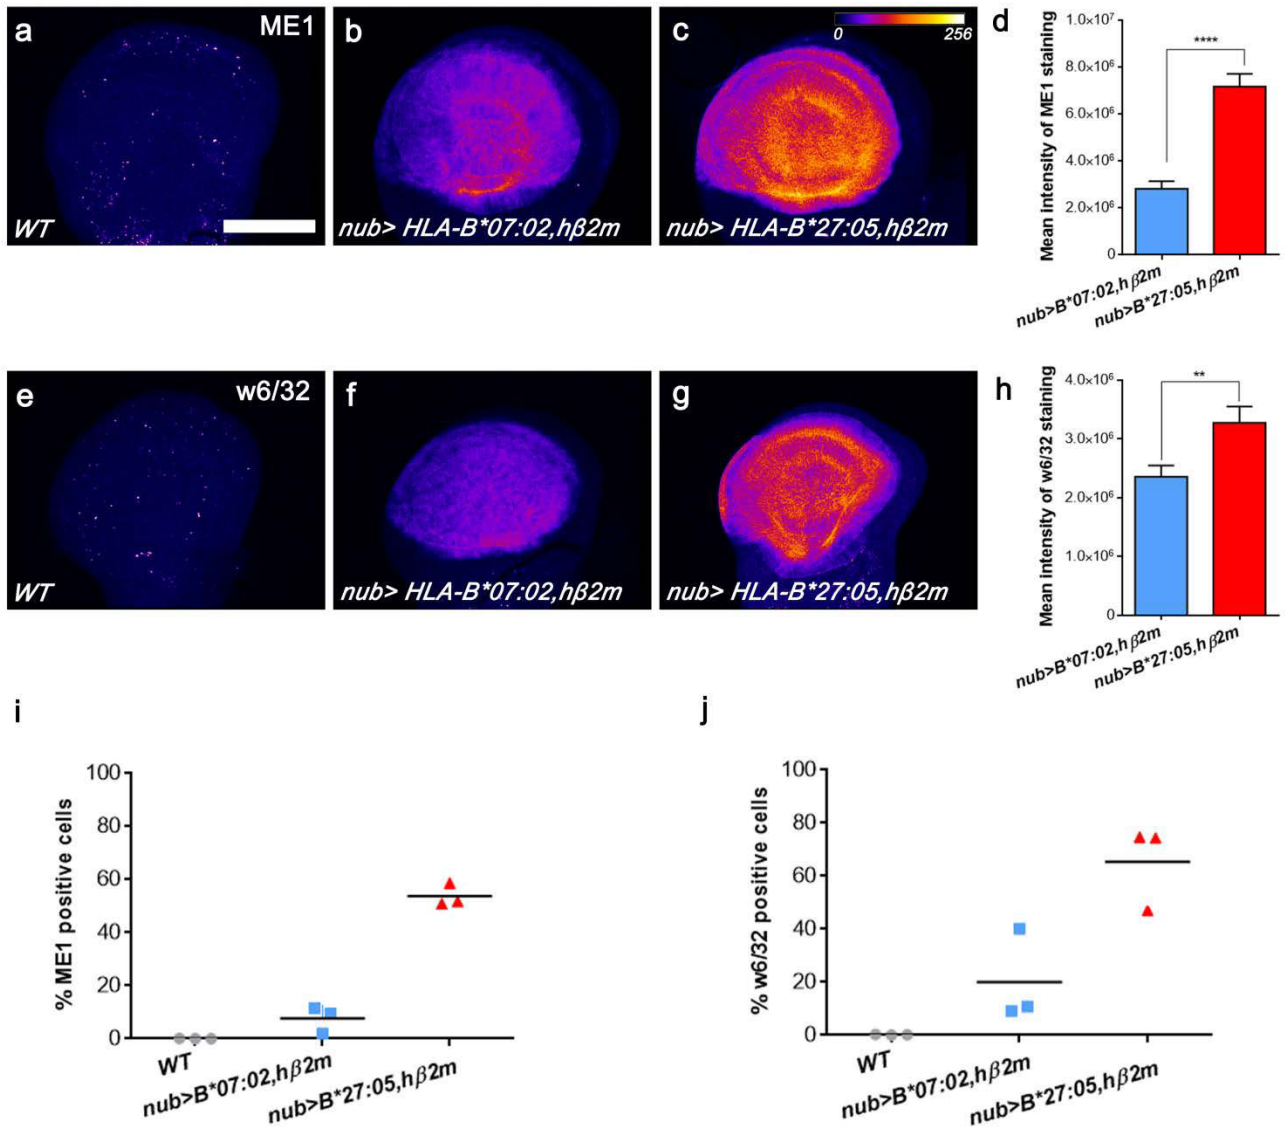 a
ME1
WT
b
nub> HLA-B*07:02,hβ2m
c
0
256
nub> HLA-B*27:05,hβ2m
d
Mean intensity of ME1 staining
1.0×10⁷
8.0×10⁶
6.0×10⁶
4.0×10⁶
2.0×10⁶
0
****
nub>B*07:02,hβ2m
nub>B*27:05,hβ2m
e
w6/32
WT
f
nub> HLA-B*07:02,hβ2m
g
nub> HLA-B*27:05,hβ2m
h
Mean intensity of w6/32 staining
4.0×10⁶
3.0×10⁶
2.0×10⁶
1.0×10⁶
0
**
nub>B*07:02,hβ2m
nub>B*27:05,hβ2m
i
% ME1 positive cells
100
80
60
40
20
0
WT
nub>B*07:02,hβ2m
nub>B*27:05,hβ2m
j
% w6/32 positive cells
100
80
60
40
20
0
WT
nub>B*07:02,hβ2m
nub>B*27:05,hβ2m